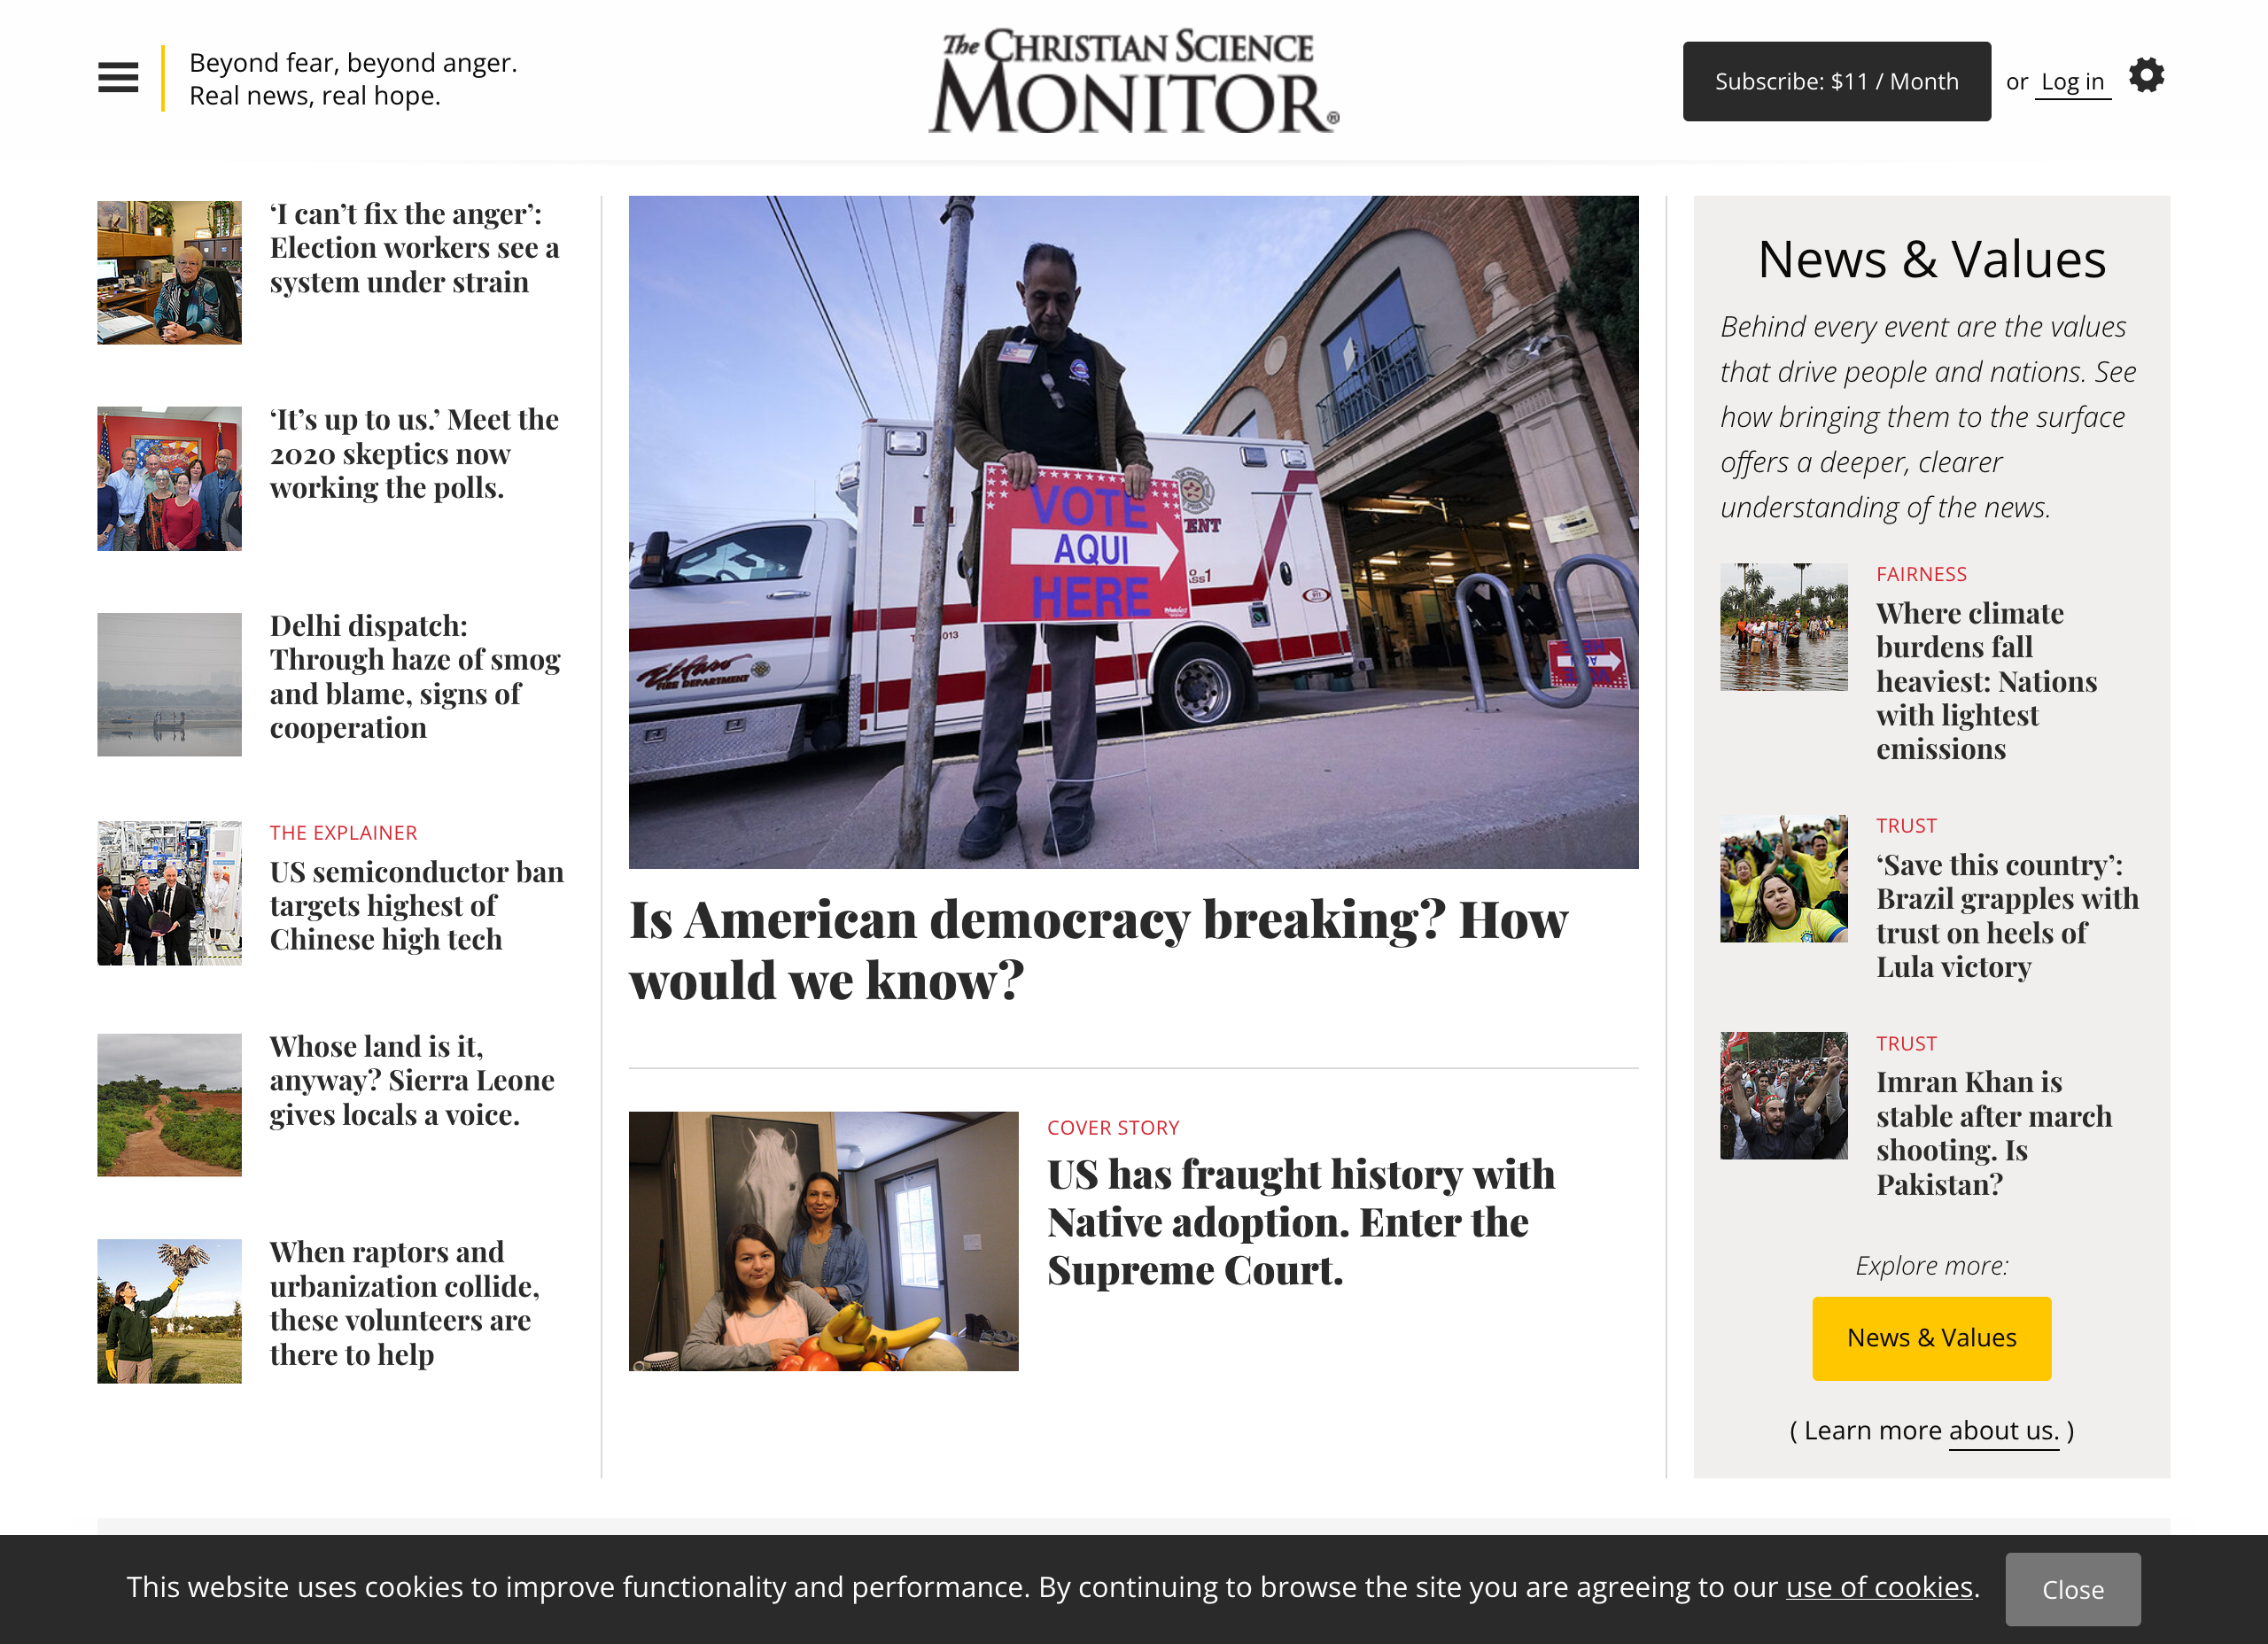 Beyond fear, beyond anger.
Real news, real hope.
The CHRISTIAN SCIENCE
MONITOR®
Subscribe: $11 / Month
or Log in
‘I can’t fix the anger’:
Election workers see a
system under strain
‘It’s up to us.’ Meet the
2020 skeptics now
working the polls.
Delhi dispatch:
Through haze of smog
and blame, signs of
cooperation
THE EXPLAINER
US semiconductor ban
targets highest of
Chinese high tech
Whose land is it,
anyway? Sierra Leone
gives locals a voice.
When raptors and
urbanization collide,
these volunteers are
there to help
VOTE
AQUI
HERE
El Paso
FIRE DEPARTMENT
Is American democracy breaking? How
would we know?
COVER STORY
US has fraught history with
Native adoption. Enter the
Supreme Court.
News & Values
Behind every event are the values
that drive people and nations. See
how bringing them to the surface
offers a deeper, clearer
understanding of the news.
FAIRNESS
Where climate
burdens fall
heaviest: Nations
with lightest
emissions
TRUST
‘Save this country’:
Brazil grapples with
trust on heels of
Lula victory
TRUST
Imran Khan is
stable after march
shooting. Is
Pakistan?
Explore more:
News & Values
( Learn more about us. )
This website uses cookies to improve functionality and performance. By continuing to browse the site you are agreeing to our use of cookies.
Close